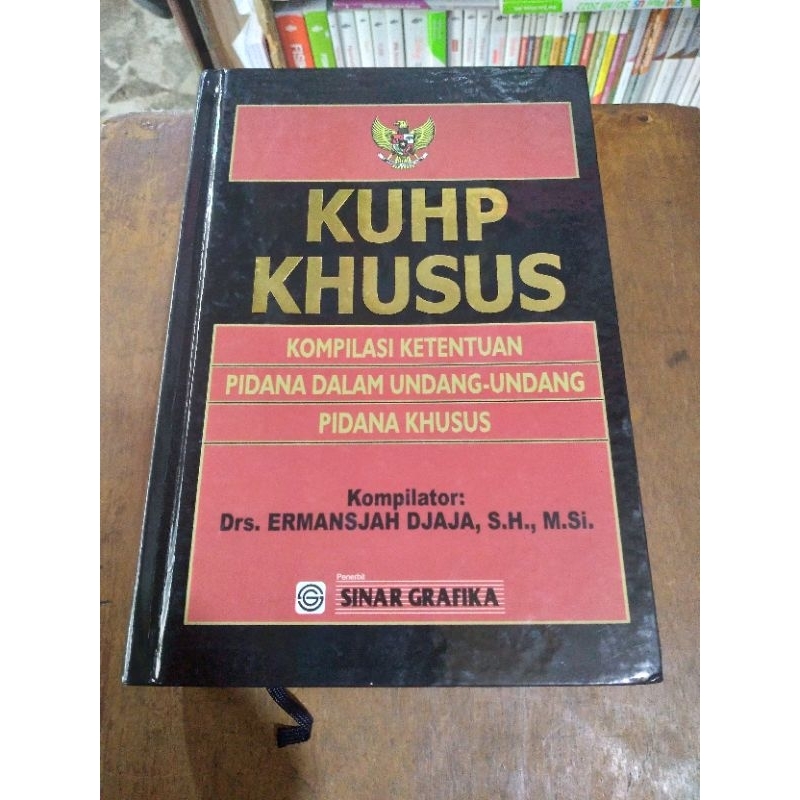 KUHP
KHUSUS
KOMPILASI KETENTUAN
PIDANA DALAM UNDANG-UNDANG
PIDANA KHUSUS
Kompilator:
Drs. ERMANSJAH DJAJA, S.H., M.Si.
Penerbit
SINAR GRAFIKA